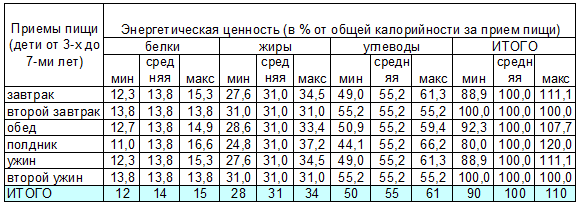 Приемы пищи (дети от 3-х до 7-ми лет) Энергетическая ценность (в % от общей калорийности за прием пищи)
белки жиры углеводы ИТОГО
мин средняя макс мин средняя макс мин средняя макс мин средняя макс
завтрак 12,3 13,8 15,3 27,6 31,0 34,5 49,0 55,2 61,3 88,9 100,0 111,1
второй завтрак 13,8 13,8 13,8 31,0 31,0 31,0 55,2 55,2 55,2 100,0 100,0 100,0
обед 12,7 13,8 14,9 28,6 31,0 33,4 50,9 55,2 59,4 92,3 100,0 107,7
полдник 11,0 13,8 16,6 24,8 31,0 37,2 44,1 55,2 66,2 80,0 100,0 120,0
ужин 12,3 13,8 15,3 27,6 31,0 34,5 49,0 55,2 61,3 88,9 100,0 111,1
второй ужин 13,8 13,8 13,8 31,0 31,0 31,0 55,2 55,2 55,2 100,0 100,0 100,0
ИТОГО 12 14 15 28 31 34 50 55 61 90 100 110